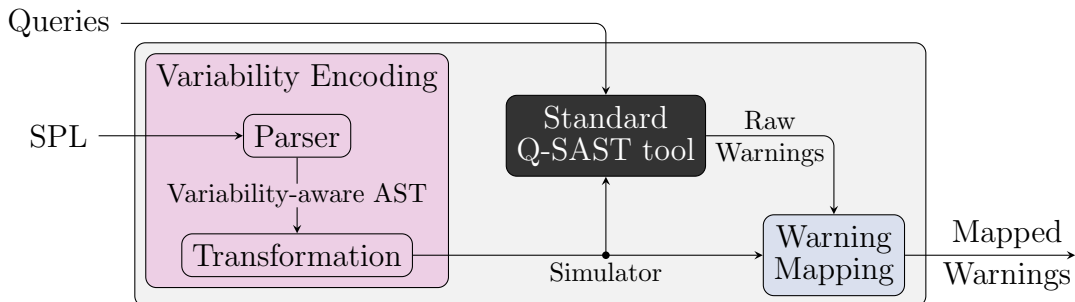 Queries
Variability Encoding
SPL
Parser
Variability-aware AST
Transformation
Simulator
Standard
Q-SAST tool
Raw
Warnings
Warning
Mapping
Mapped
Warnings